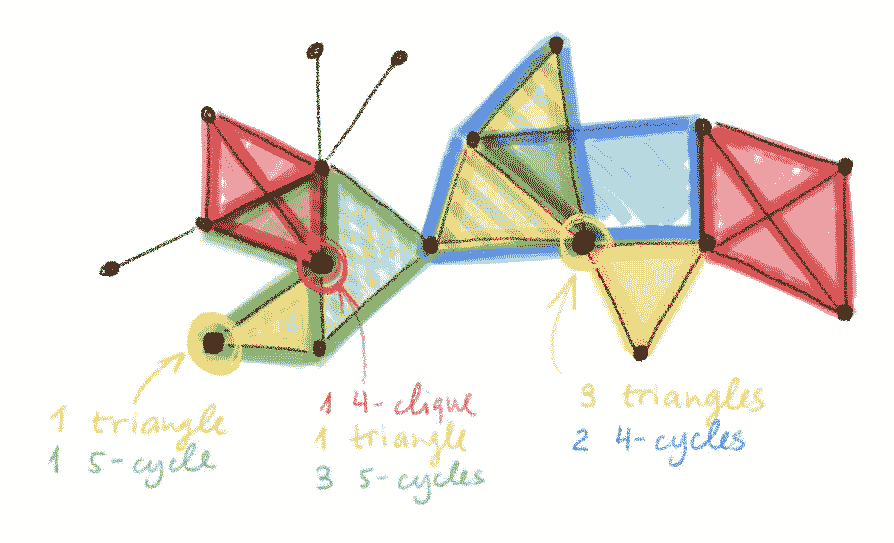 1 triangle
1 5-cycle
1 4-clique
1 triangle
3 5-cycles
3 triangles
2 4-cycles